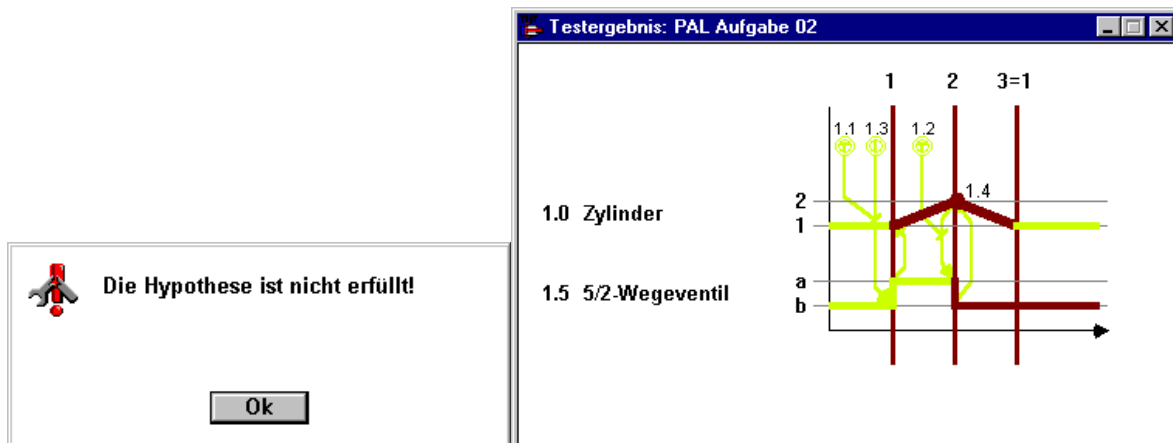 Die Hypothese ist nicht erfüllt!
Ok
Testergebnis: PAL Aufgabe 02
1 2 3=1
1.1 1.3 1.2
1.4
1.0 Zylinder
2
1
1.5 5/2-Wegeventil
a
b